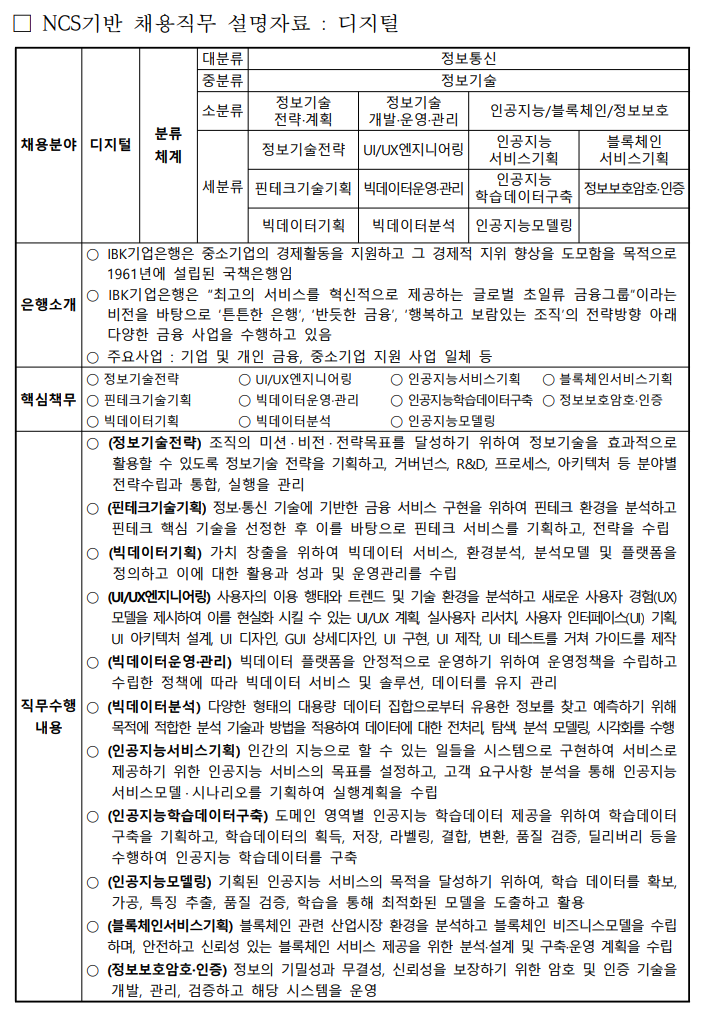 □ NCS기반 채용직무 설명자료 : 디지털
채용분야 디지털 분류 체계 대분류 정보통신
중분류 정보기술
소분류 정보기술 전략·계획 정보기술 개발·운영·관리 인공지능/블록체인/정보보호
세분류 정보기술전략 UI/UX엔지니어링 인공지능 서비스기획 블록체인 서비스기획
핀테크기술기획 빅데이터운영·관리 인공지능 학습데이터구축 정보보호암호·인증
빅데이터기획 빅데이터분석 인공지능모델링
은행소개
○ IBK기업은행은 중소기업의 경제활동을 지원하고 그 경제적 지위 향상을 도모함을 목적으로
1961년에 설립된 국책은행임
○ IBK기업은행은 "최고의 서비스를 혁신적으로 제공하는 글로벌 초일류 금융그룹"이라는
비전을 바탕으로 '튼튼한 은행', '반듯한 금융', '행복하고 보람있는 조직'의 전략방향 아래
다양한 금융 사업을 수행하고 있음
○ 주요사업 : 기업 및 개인 금융, 중소기업 지원 사업 일체 등
핵심책무
○ 정보기술전략 ○ UI/UX엔지니어링 ○ 인공지능서비스기획 ○ 블록체인서비스기획
○ 핀테크기술기획 ○ 빅데이터운영·관리 ○ 인공지능학습데이터구축 ○ 정보보호암호·인증
○ 빅데이터기획 ○ 빅데이터분석 ○ 인공지능모델링
직무수행 내용
○ (정보기술전략) 조직의 미션·비전·전략목표를 달성하기 위하여 정보기술을 효과적으로
활용할 수 있도록 정보기술 전략을 기획하고, 거버넌스, R&D, 프로세스, 아키텍처 등 분야별
전략수립과 통합, 실행을 관리
○ (핀테크기술기획) 정보·통신 기술에 기반한 금융 서비스 구현을 위하여 핀테크 환경을 분석하고
핀테크 핵심 기술을 선정한 후 이를 바탕으로 핀테크 서비스를 기획하고, 전략을 수립
○ (빅데이터기획) 가치 창출을 위하여 빅데이터 서비스, 환경분석, 분석모델 및 플랫폼을
정의하고 이에 대한 활용과 성과 및 운영관리를 수립
○ (UI/UX엔지니어링) 사용자의 이용 행태와 트렌드 및 기술 환경을 분석하고 새로운 사용자 경험(UX)
모델을 제시하여 이를 현실화 시킬 수 있는 UI/UX 계획, 실사용자 리서치, 사용자 인터페이스(UI) 기획,
UI 아키텍처 설계, UI 디자인, GUI 상세디자인, UI 구현, UI 제작, UI 테스트를 거쳐 가이드를 제작
○ (빅데이터운영·관리) 빅데이터 플랫폼을 안정적으로 운영하기 위하여 운영정책을 수립하고
수립한 정책에 따라 빅데이터 서비스 및 솔루션, 데이터를 유지 관리
○ (빅데이터분석) 다양한 형태의 대용량 데이터 집합으로부터 유용한 정보를 찾고 예측하기 위해
목적에 적합한 분석 기술과 방법을 적용하여 데이터에 대한 전처리, 탐색, 분석 모델링, 시각화를 수행
○ (인공지능서비스기획) 인간의 지능으로 할 수 있는 일들을 시스템으로 구현하여 서비스로
제공하기 위한 인공지능 서비스의 목표를 설정하고, 고객 요구사항 분석을 통해 인공지능
서비스모델·시나리오를 기획하여 실행계획을 수립
○ (인공지능학습데이터구축) 도메인 영역별 인공지능 학습데이터 제공을 위하여 학습데이터
구축을 기획하고, 학습데이터의 획득, 저장, 라벨링, 결합, 변환, 품질 검증, 딜리버리 등을
수행하여 인공지능 학습데이터를 구축
○ (인공지능모델링) 기획된 인공지능 서비스의 목적을 달성하기 위하여, 학습 데이터를 확보,
가공, 특징 추출, 품질 검증, 학습을 통해 최적화된 모델을 도출하고 활용
○ (블록체인서비스기획) 블록체인 관련 산업시장 환경을 분석하고 블록체인 비즈니스모델을 수립
하며, 안전하고 신뢰성 있는 블록체인 서비스 제공을 위한 분석·설계 및 구축·운영 계획을 수립
○ (정보보호암호·인증) 정보의 기밀성과 무결성, 신뢰성을 보장하기 위한 암호 및 인증 기술을
개발, 관리, 검증하고 해당 시스템을 운영